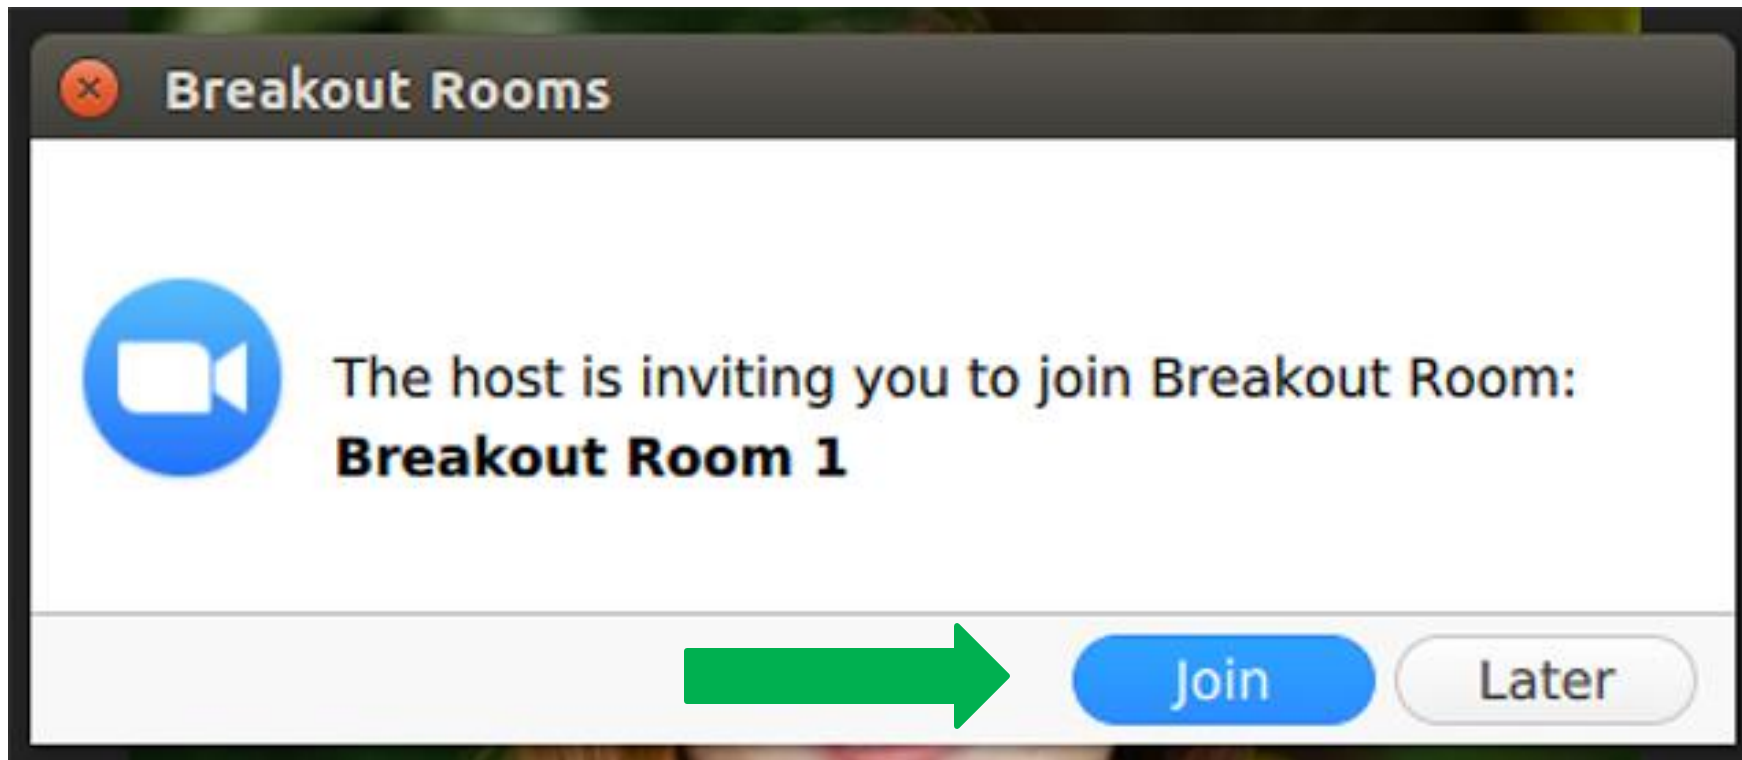 Breakout Rooms
The host is inviting you to join Breakout Room:
Breakout Room 1
Join Later